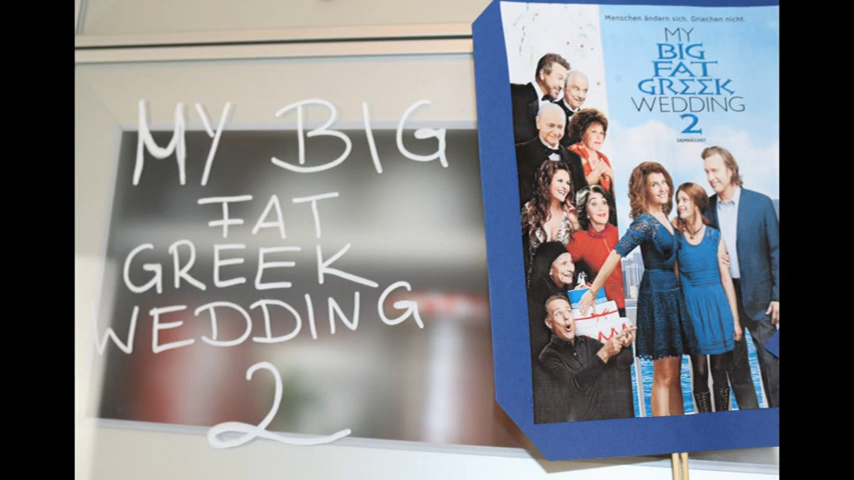 MY BIG
FAT
GREEK
WEDDING
2
Menschen ändern sich. Griechen nicht.
MY
BIG
FAT
GREEK
WEDDING
2